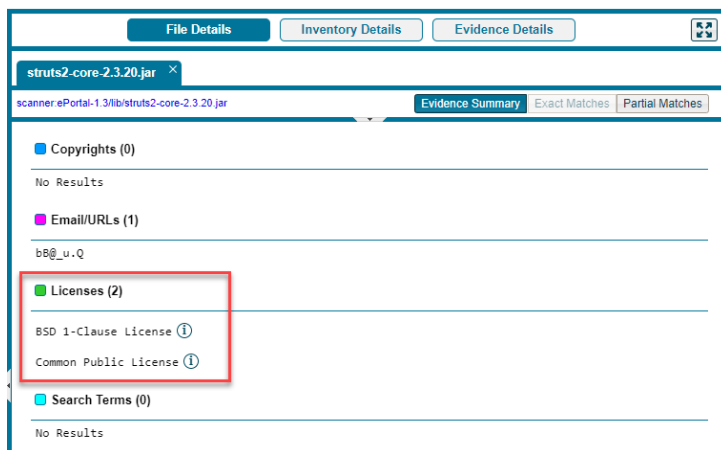 File Details Inventory Details Evidence Details
struts2-core-2.3.20.jar ×
scanner:ePortal-1.3/lib/struts2-core-2.3.20.jar Evidence Summary Exact Matches Partial Matches
Copyrights (0)
No Results
Email/URLs (1)
bB@_u.Q
Licenses (2)
BSD 1-Clause License i
Common Public License i
Search Terms (0)
No Results